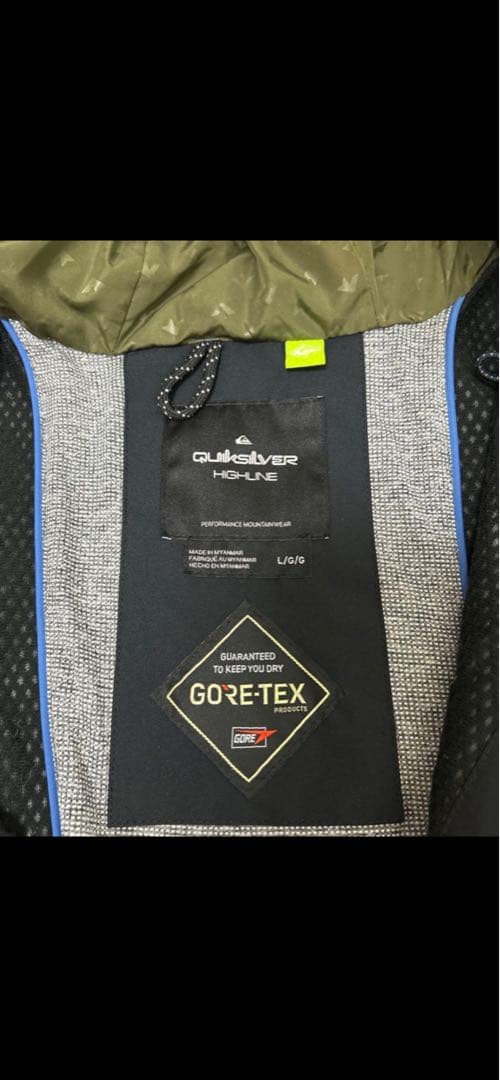 QUIKSILVER
HIGHLINE
PERFORMANCE MOUNTAINWEAR
MADE IN MYANMAR
FABRIQUÉ AU MYANMAR
HECHO EN MYANMAR
L/G/G
GUARANTEED
TO KEEP YOU DRY
GORE-TEX
PRODUCTS
GORE